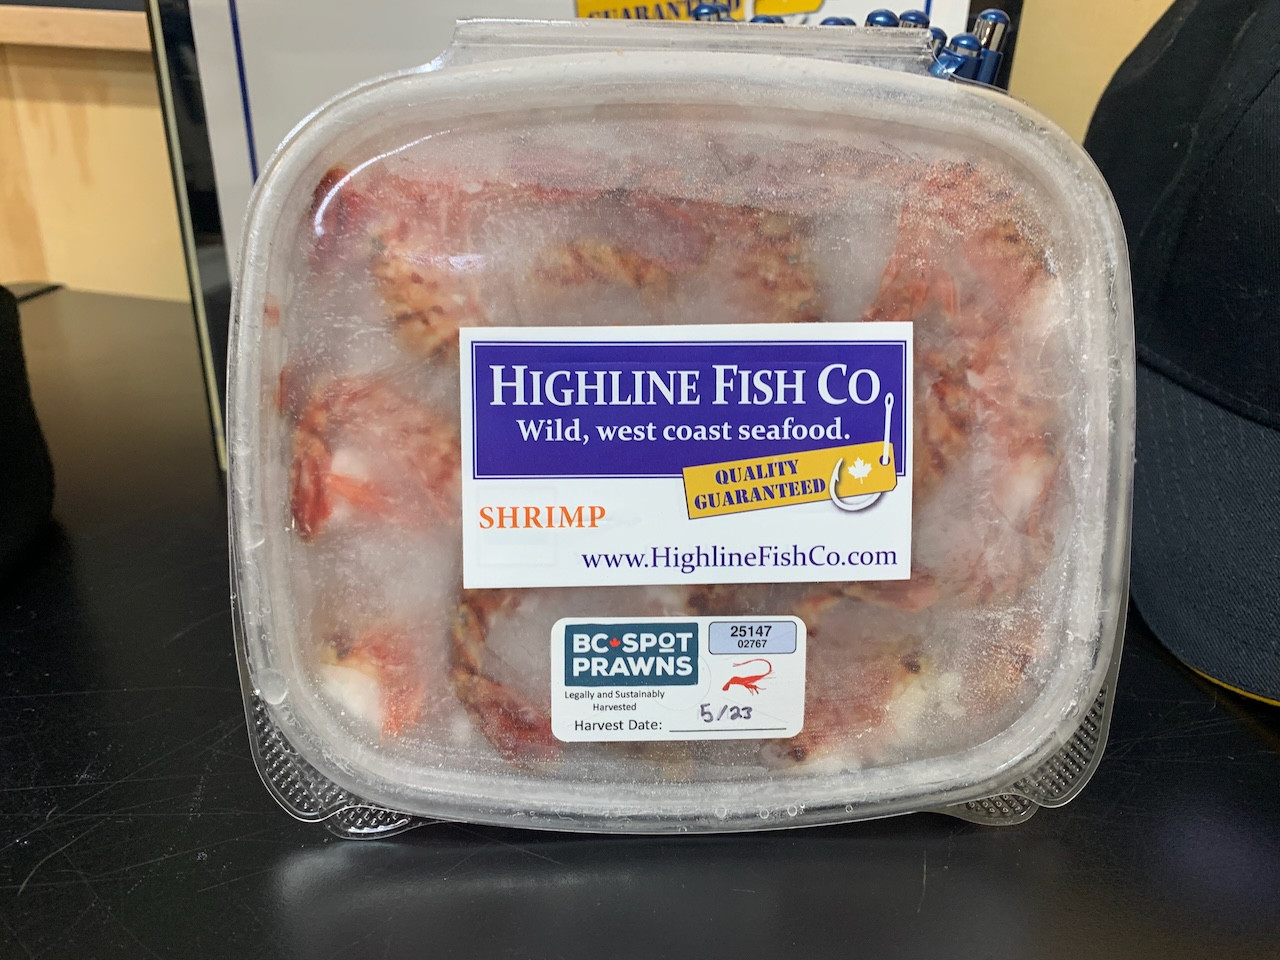 GUARANTEED
HIGHLINE FISH CO.
Wild, west coast seafood.
QUALITY
GUARANTEED
SHRIMP
www.HighlineFishCo.com
BC SPOT
PRAWNS
25147
02767
Legally and Sustainably
Harvested
Harvest Date: 5/23